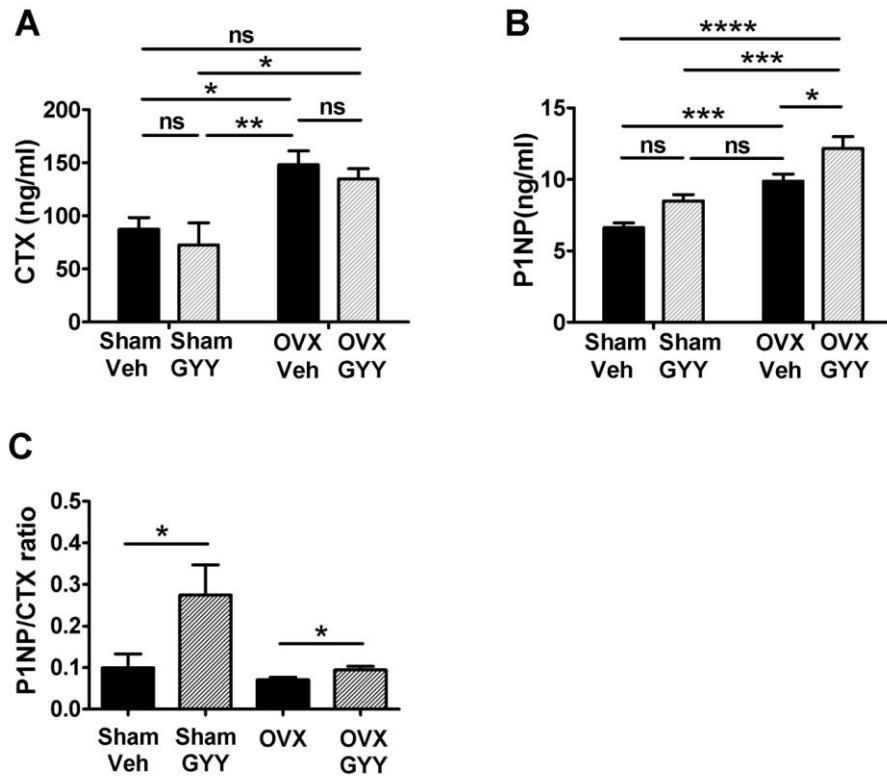 A
ns
*
*
ns ** ns
CTX (ng/ml)
200
150
100
50
0
Sham Sham OVX OVX
Veh GYY Veh GYY
B
****
***
*
***
ns ns
P1NP(ng/ml)
15
10
5
0
Sham Sham OVX OVX
Veh GYY Veh GYY
C
P1NP/CTX ratio
0.5
0.4
0.3
0.2
0.1
0.0
*
*
Sham Sham OVX OVX
Veh GYY GYY